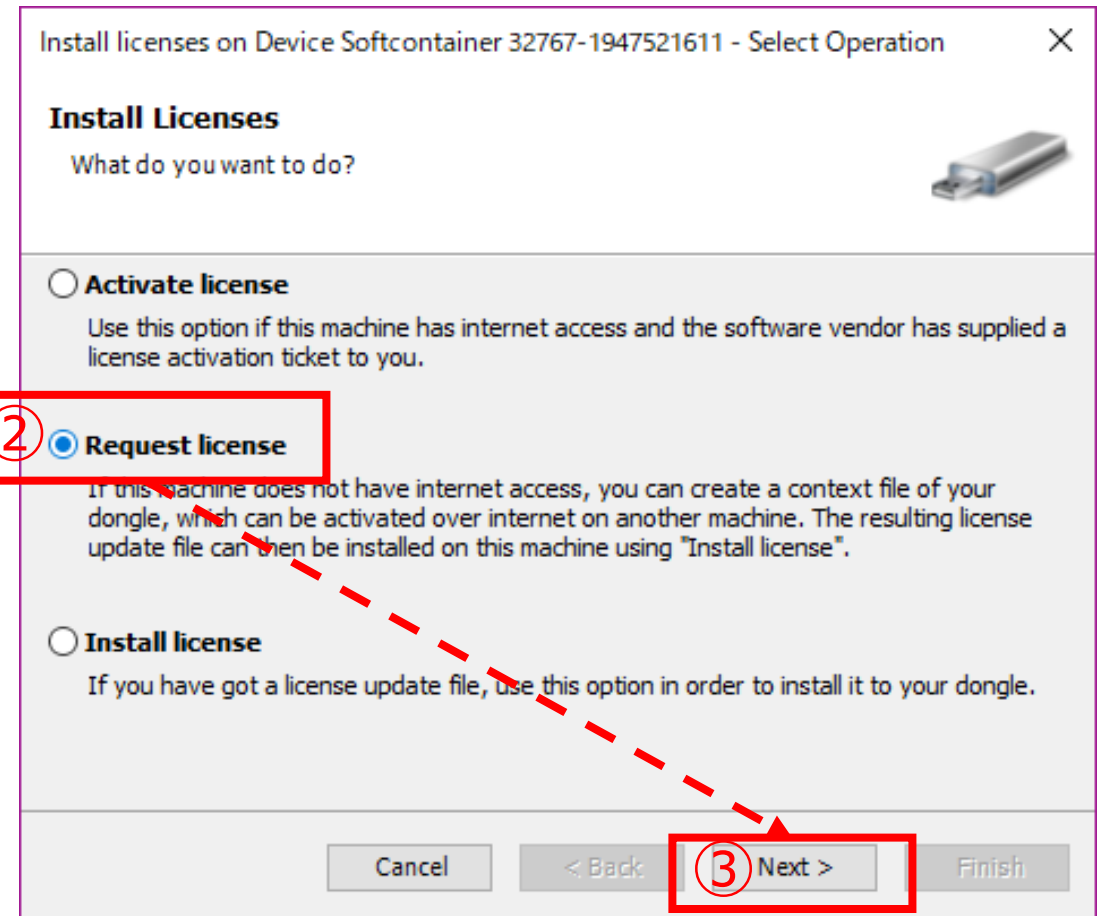 Install licenses on Device Softcontainer 32767-1947521611 - Select Operation
Install Licenses
What do you want to do?
Activate license
Use this option if this machine has internet access and the software vendor has supplied a
license activation ticket to you.
② Request license
If this machine does not have internet access, you can create a context file of your
dongle, which can be activated over internet on another machine. The resulting license
update file can then be installed on this machine using "Install license".
Install license
If you have got a license update file, use this option in order to install it to your dongle.
Cancel < Back ③ Next > Finish